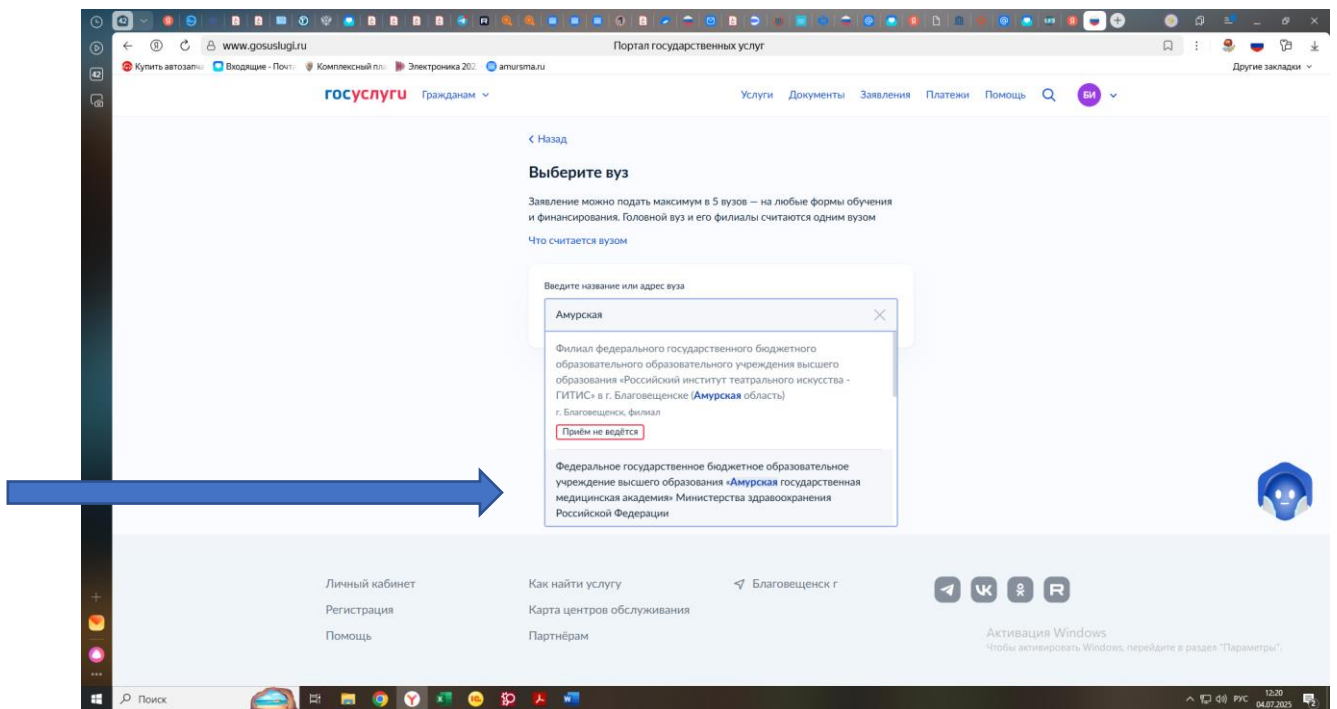 42
www.gosuslugi.ru
Портал государственных услуг
42
Купить автозапча
Входящие - Почт
Комплексный пл
Электроника 202
amursma.ru
Другие закладки
госуслуги
Гражданам
Услуги
Документы
Заявления
Платежи
Помощь
БИ
Назад
Выберите вуз
Заявление можно подать максимум в 5 вузов — на любые формы обучения
и финансирования. Головной вуз и его филиалы считаются одним вузом
Что считается вузом
Введите название или адрес вуза
Амурская
Филиал федерального государственного бюджетного
образовательного образовательного учреждения высшего
образования «Российский институт театрального искусства -
ГИТИС» в г. Благовещенске (Амурская область)
г. Благовещенск, филиал
Приём не ведётся
Федеральное государственное бюджетное образовательное
учреждение высшего образования «Амурская государственная
медицинская академия» Министерства здравоохранения
Российской Федерации
Личный кабинет
Как найти услугу
Благовещенск г
Регистрация
Карта центров обслуживания
Помощь
Партнёрам
Активация Windows
Чтобы активировать Windows, перейдите в раздел "Параметры".
Поиск
РУС
12:20
04.07.2025